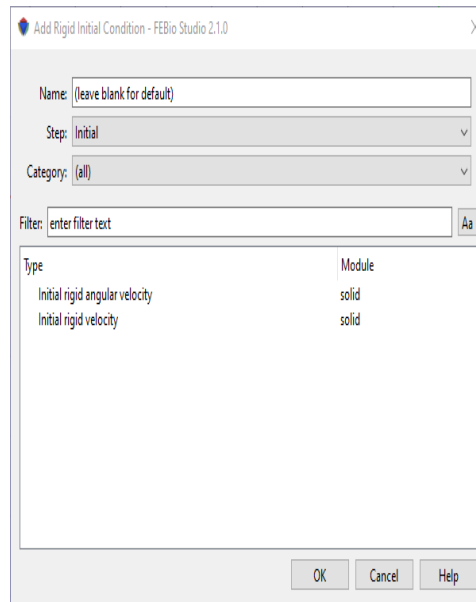 Add Rigid Initial Condition - FEBio Studio 2.1.0
Name: (leave blank for default)
Step: Initial
Category: (all)
Filter: enter filter text Aa
Type Module
Initial rigid angular velocity solid
Initial rigid velocity solid
OK Cancel Help